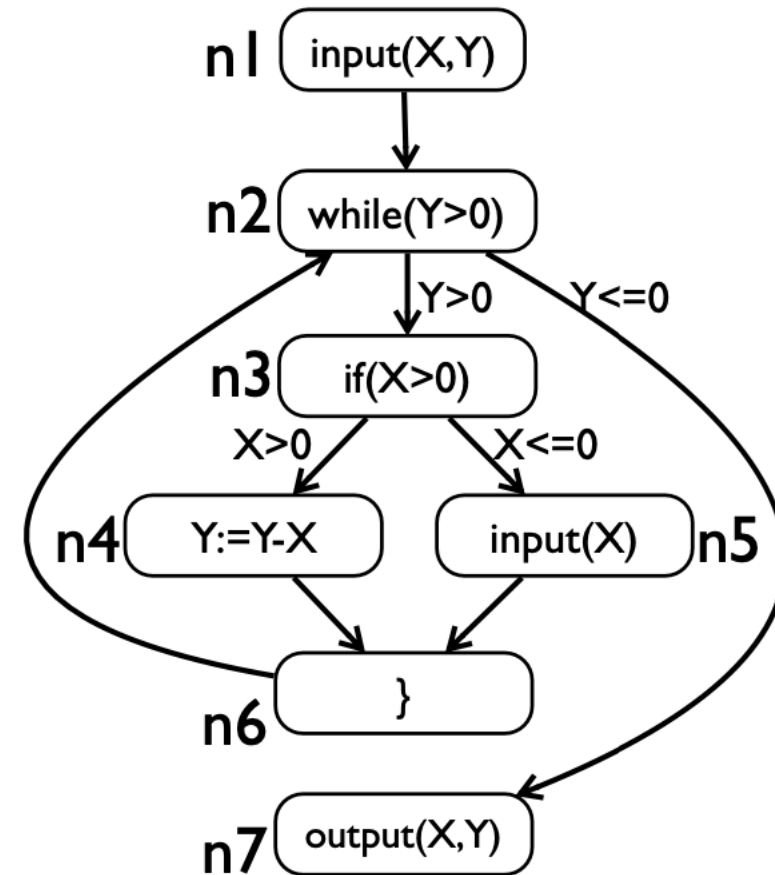 n1 input(X,Y)
n2 while(Y>0)
Y>0 Y<=0
n3 if(X>0)
X>0 X<=0
n4 Y:=Y-X input(X) n5
}
n6
n7 output(X,Y)